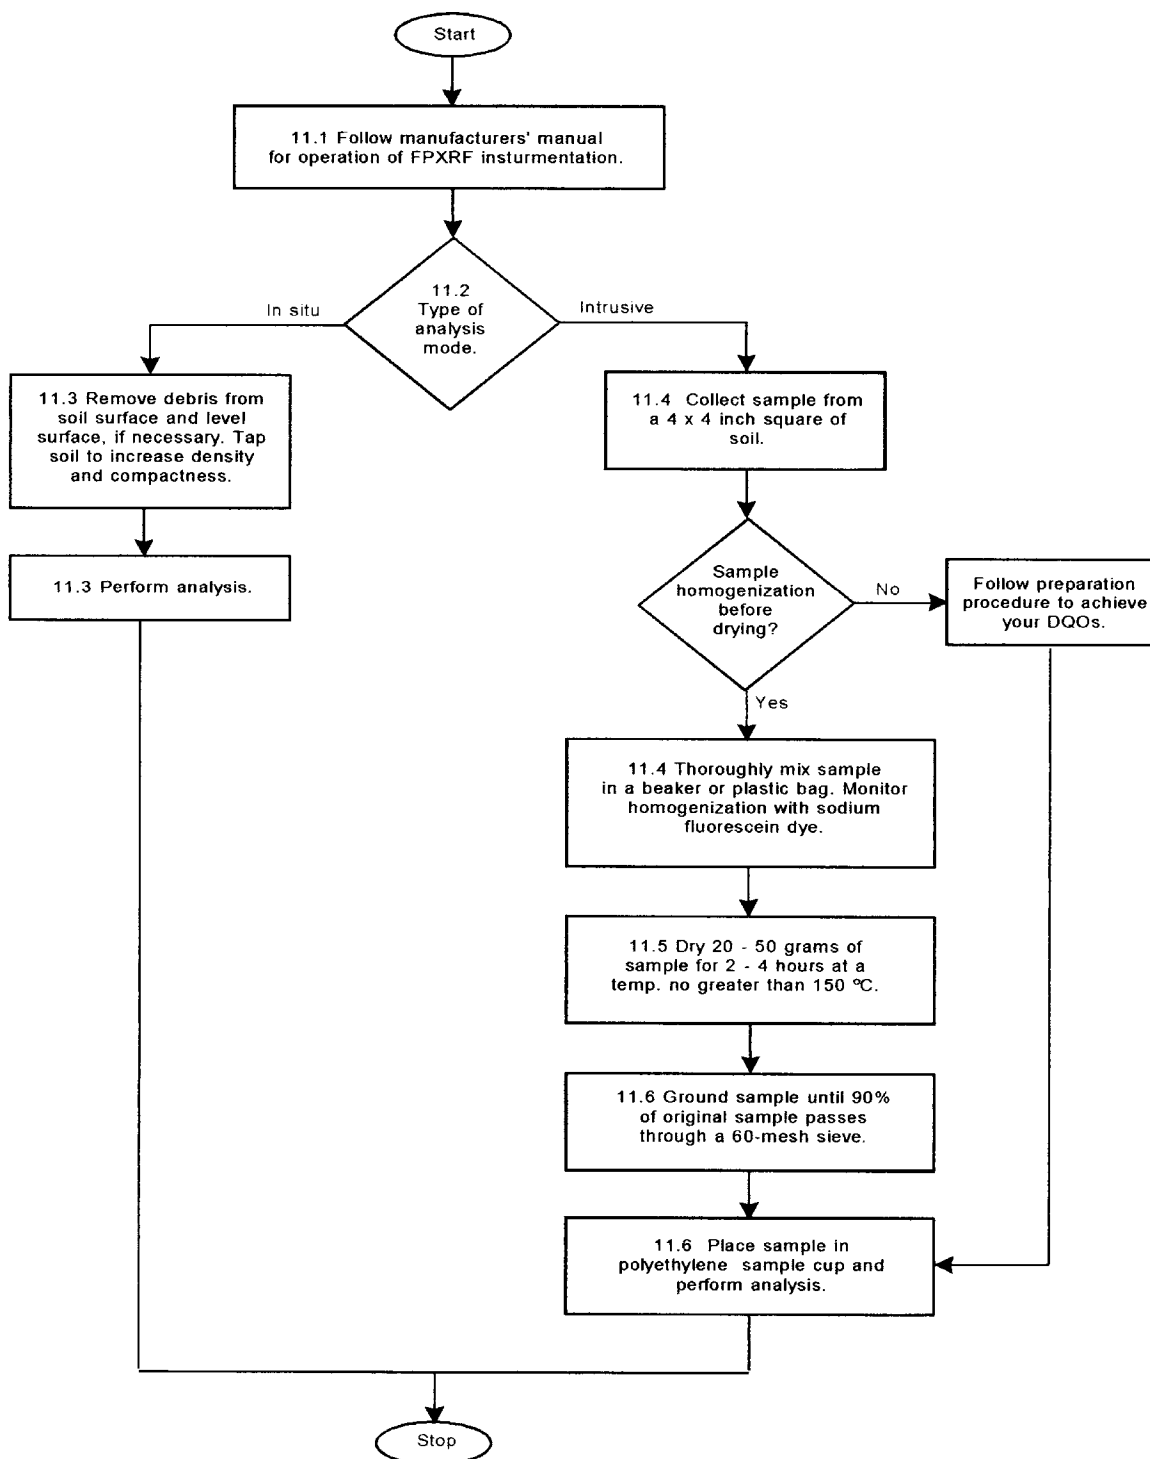 Start
11.1 Follow manufacturers' manual
for operation of FPXRF insturmentation.
11.2
Type of
analysis
mode.
In situ
Intrusive
11.3 Remove debris from
soil surface and level
surface, if necessary. Tap
soil to increase density
and compactness.
11.3 Perform analysis.
11.4 Collect sample from
a 4 x 4 inch square of
soil.
Sample
homogenization
before
drying?
No
Follow preparation
procedure to achieve
your DQOs.
Yes
11.4 Thoroughly mix sample
in a beaker or plastic bag. Monitor
homogenization with sodium
fluorescein dye.
11.5 Dry 20 - 50 grams of
sample for 2 - 4 hours at a
temp. no greater than 150 ºC.
11.6 Ground sample until 90%
of original sample passes
through a 60-mesh sieve.
11.6 Place sample in
polyethylene sample cup and
perform analysis.
Stop